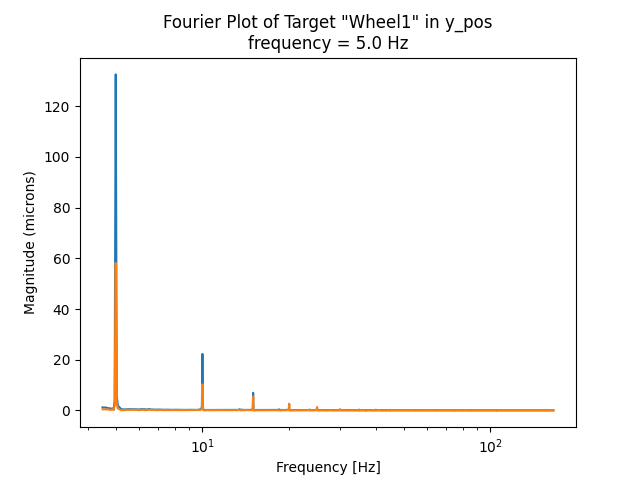 Fourier Plot of Target "Wheel1" in y_pos
frequency = 5.0 Hz
Magnitude (microns)
120
100
80
60
40
20
0
10¹
10²
Frequency [Hz]